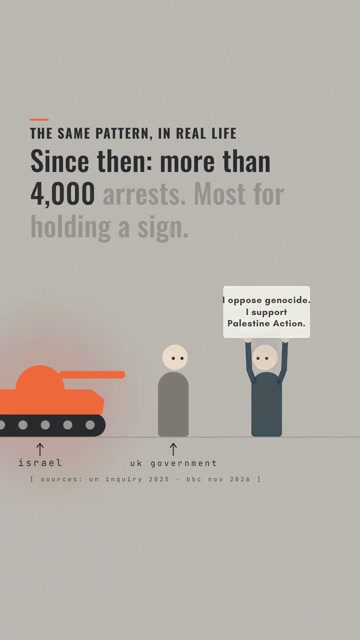 THE SAME PATTERN, IN REAL LIFE
Since then: more than
4,000 arrests. Most for
holding a sign.
I oppose genocide.
I support
Palestine Action.
israel
uk government
[ sources: un inquiry 2025 · bbc nov 2026 ]